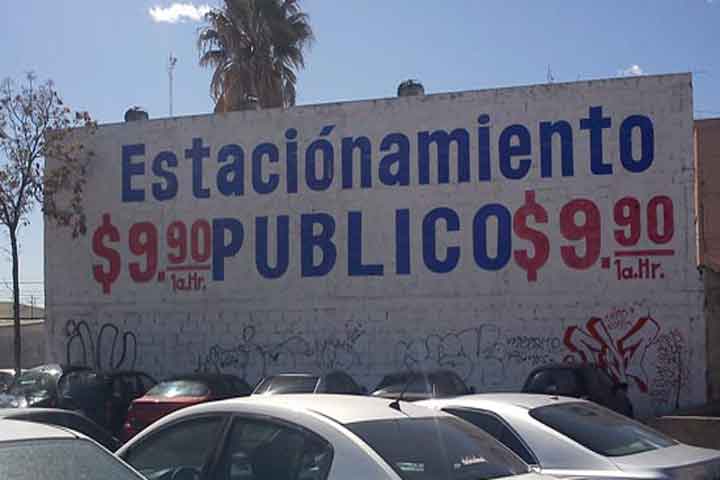 Estaciónamiento
$9.90 PUBLICO $9.90
1a.Hr. 1a.Hr.